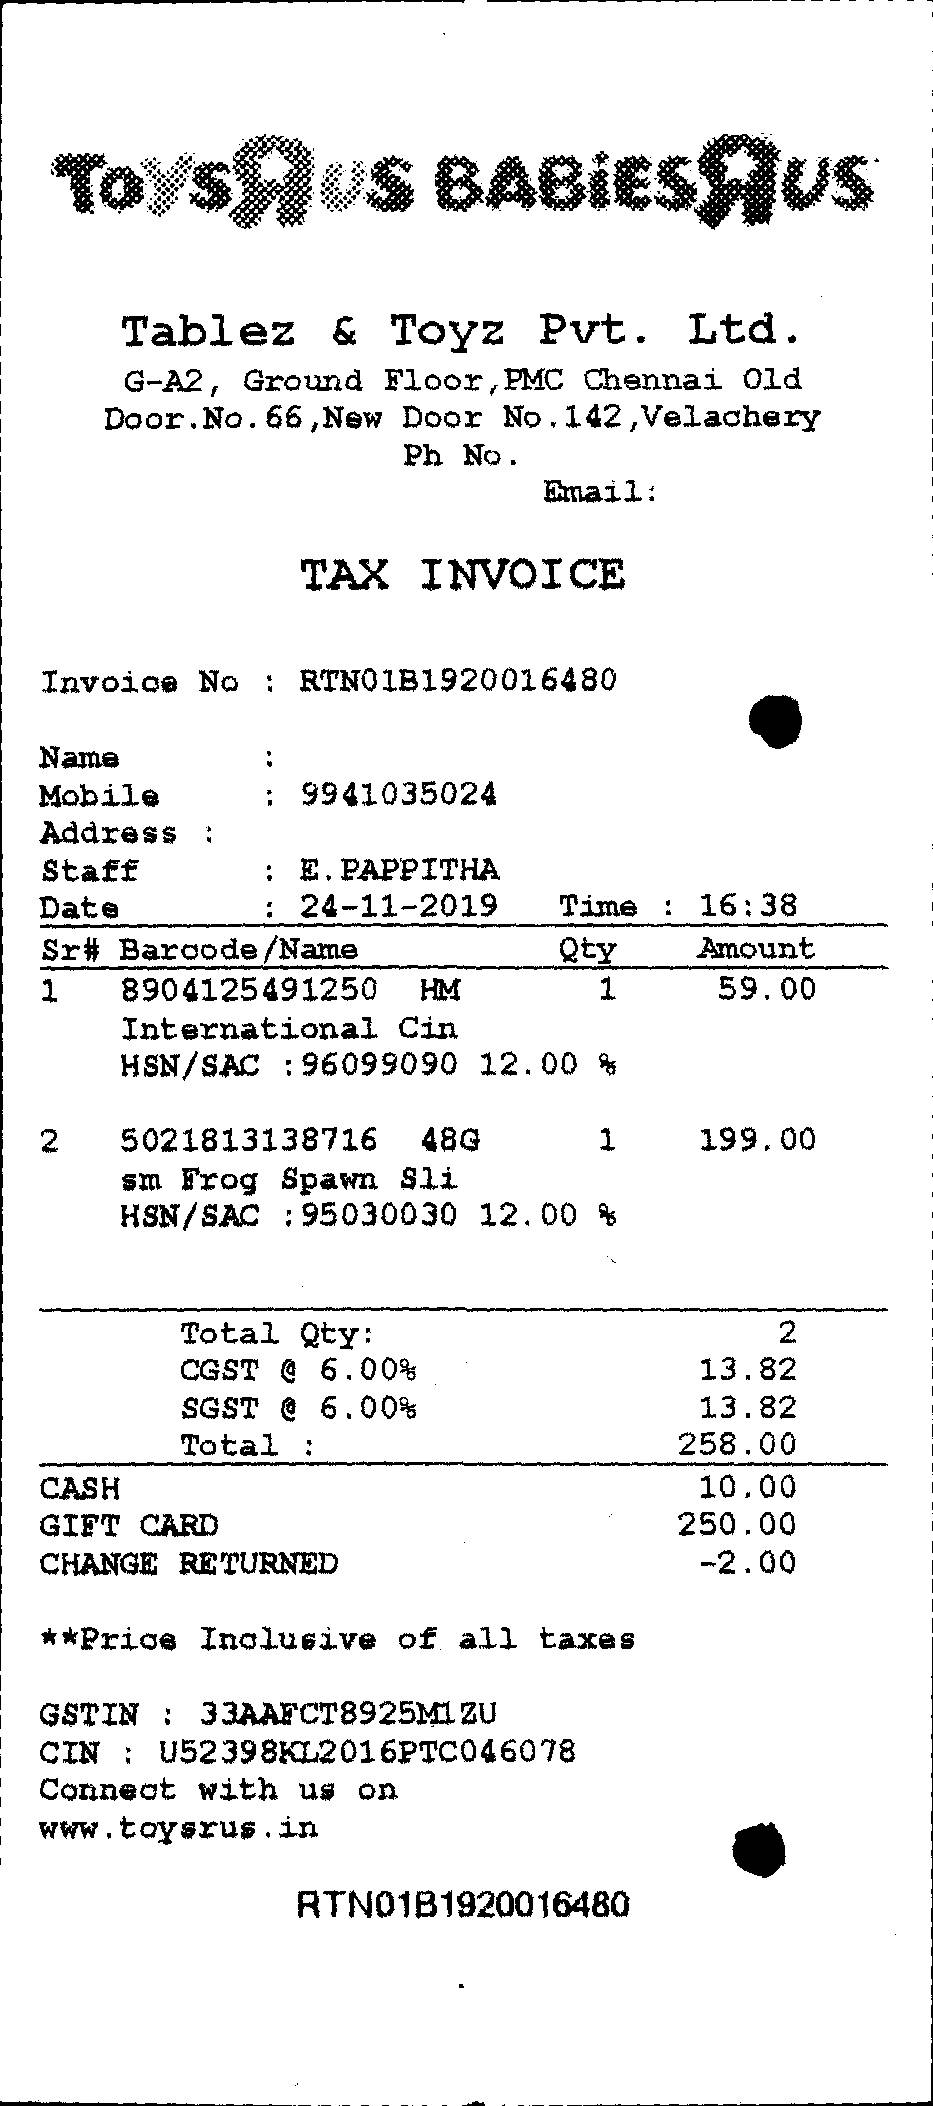 TOYSRUS BABiESRUS
Tablez & Toyz Pvt. Ltd.
G-A2, Ground Floor,PMC Chennai Old
Door.No.66,New Door No.142,Velachery
Ph No.
Email:
TAX INVOICE
Invoice No : RTN01B1920016480
Name :
Mobile : 9941035024
Address :
Staff : E.PAPPITHA
Date : 24-11-2019 Time : 16:38
Sr# Barcode/Name Qty Amount
1 8904125491250 HM 1 59.00
International Cin
HSN/SAC :96099090 12.00 %
2 5021813138716 48G 1 199.00
sm Frog Spawn Sli
HSN/SAC :95030030 12.00 %
Total Qty: 2
CGST @ 6.00% 13.82
SGST @ 6.00% 13.82
Total : 258.00
CASH 10.00
GIFT CARD 250.00
CHANGE RETURNED -2.00
**Price Inclusive of all taxes
GSTIN : 33AAFCT8925M1ZU
CIN : U52398KL2016PTC046078
Connect with us on
www.toysrus.in
RTN01B1920016480